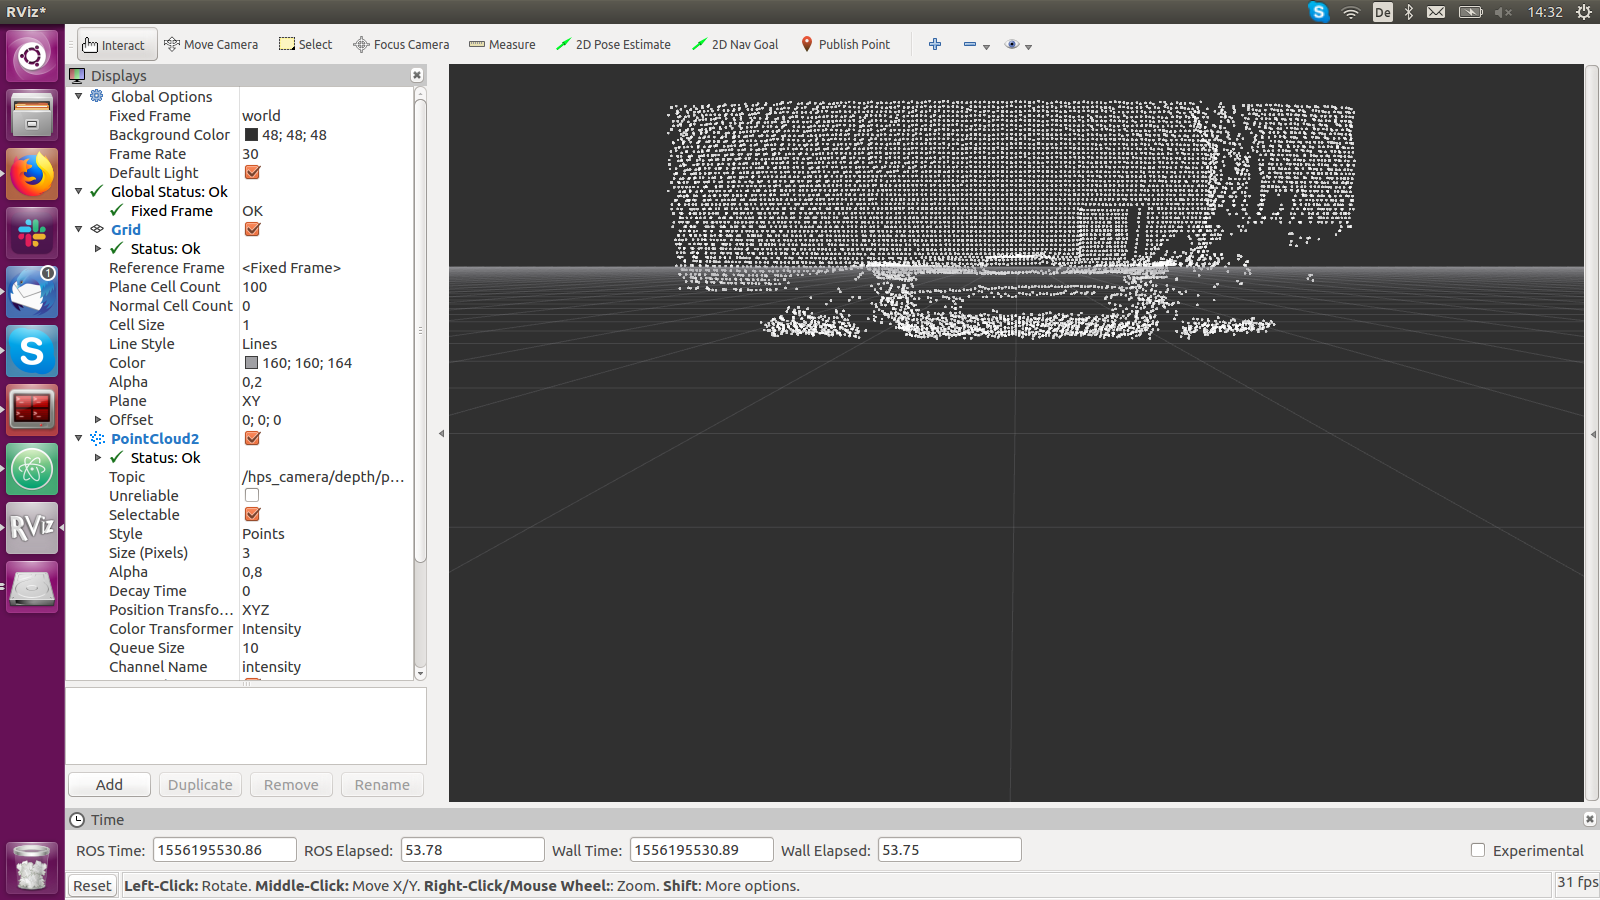 RViz*
De
14:32
Interact
Move Camera
Select
Focus Camera
Measure
2D Pose Estimate
2D Nav Goal
Publish Point
Displays
Global Options
Fixed Frame world
Background Color 48; 48; 48
Frame Rate 30
Default Light
Global Status: Ok
Fixed Frame OK
Grid
Status: Ok
Reference Frame <Fixed Frame>
Plane Cell Count 100
Normal Cell Count 0
Cell Size 1
Line Style Lines
Color 160; 160; 164
Alpha 0,2
Plane XY
Offset 0; 0; 0
PointCloud2
Status: Ok
Topic /hps_camera/depth/p...
Unreliable
Selectable
Style Points
Size (Pixels) 3
Alpha 0,8
Decay Time 0
Position Transfo... XYZ
Color Transformer Intensity
Queue Size 10
Channel Name intensity
1
S
S
RViz
Add
Duplicate
Remove
Rename
Time
ROS Time: 1556195530.86 ROS Elapsed: 53.78 Wall Time: 1556195530.89 Wall Elapsed: 53.75 Experimental
Reset Left-Click: Rotate. Middle-Click: Move X/Y. Right-Click/Mouse Wheel:: Zoom. Shift: More options. 31 fps